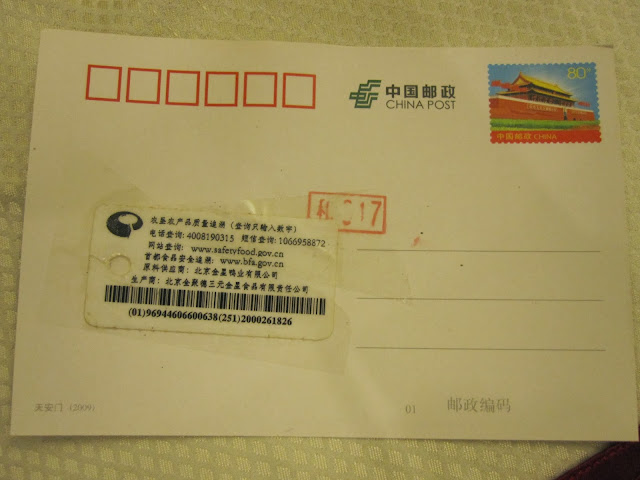 中国邮政
CHINA POST
80
中国邮政 CHINA
017
农垦农产品质量追溯(查询只输入数字)
电话查询:4008190315 短信查询:1066958872
网站查询: www.safetyfood.gov.cn
首都食品安全追溯: www.bfa.gov.cn
原料供应商: 北京金星鸭业有限公司
生产商: 北京金聚德三元金星食品有限责任公司
(01)96944606600638(251)2000261826
天安门 (2009)
01
邮政编码